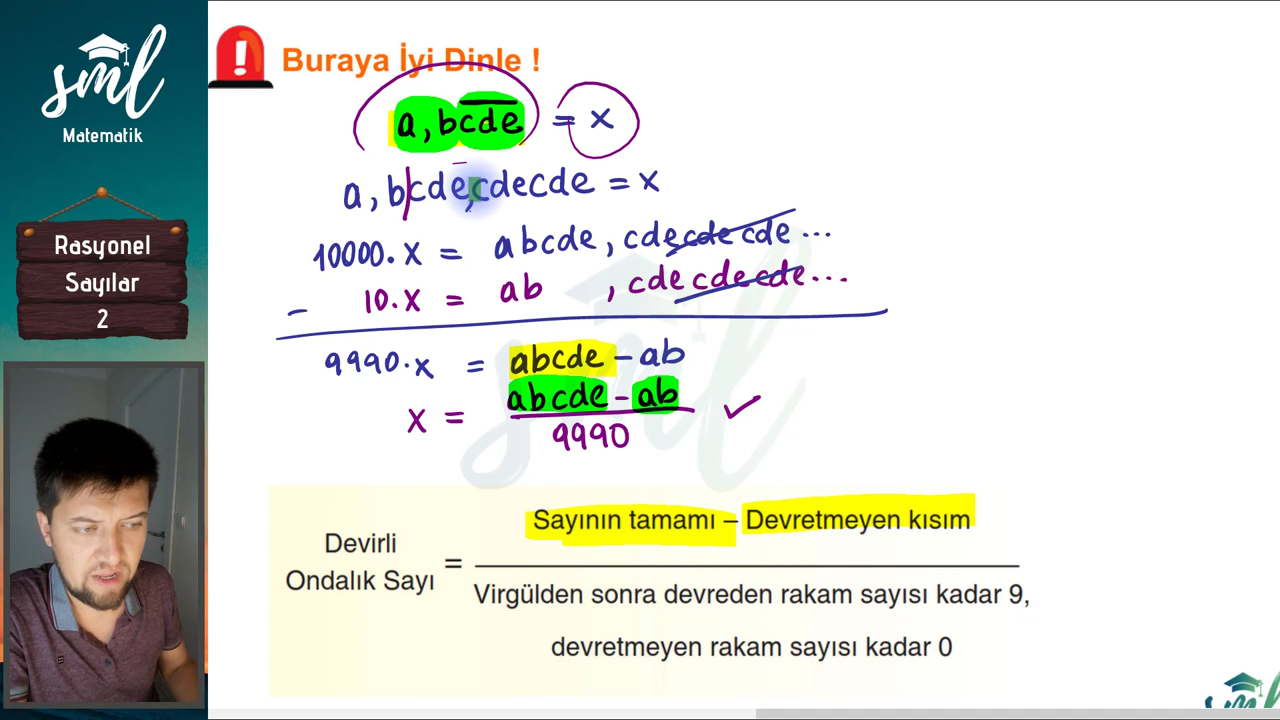 sml
Matematik
Rasyonel
Sayılar
2
Buraya İyi Dinle !
a,bcde = x
a,bcde,cdecde = x
10000.x = abcde, cdecdecde...
- 10.x = ab , cdecdecde...
9990.x = abcde - ab
x = abcde - ab
9990
Devirli
Ondalık Sayı
=
Sayının tamamı – Devretmeyen kısım
Virgülden sonra devreden rakam sayısı kadar 9,
devretmeyen rakam sayısı kadar 0